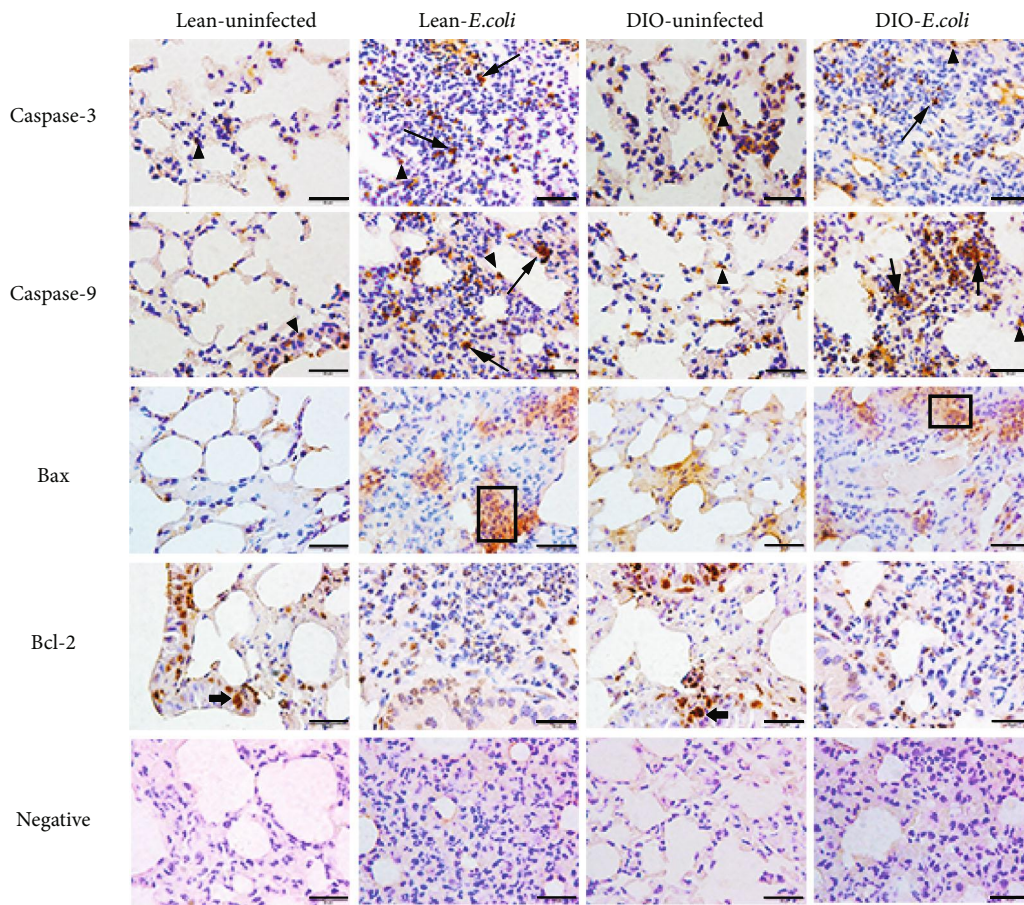 Lean-uninfected Lean-E.coli DIO-uninfected DIO-E.coli
Caspase-3
Caspase-9
Bax
Bcl-2
Negative